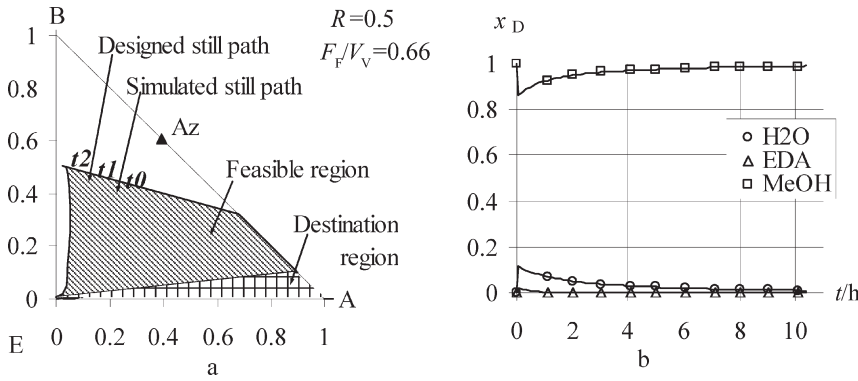 B
R=0.5
F_F/V_V=0.66
Designed still path
Simulated still path
Az
t2
t1
t0
Feasible region
Destination region
1
0.8
0.6
0.4
0.2
0
A
E
0 0.2 0.4 0.6 0.8 1
a
x_D
1
0.8
0.6
0.4
0.2
0
H2O
EDA
MeOH
t/h
0 2 4 6 8 10
b